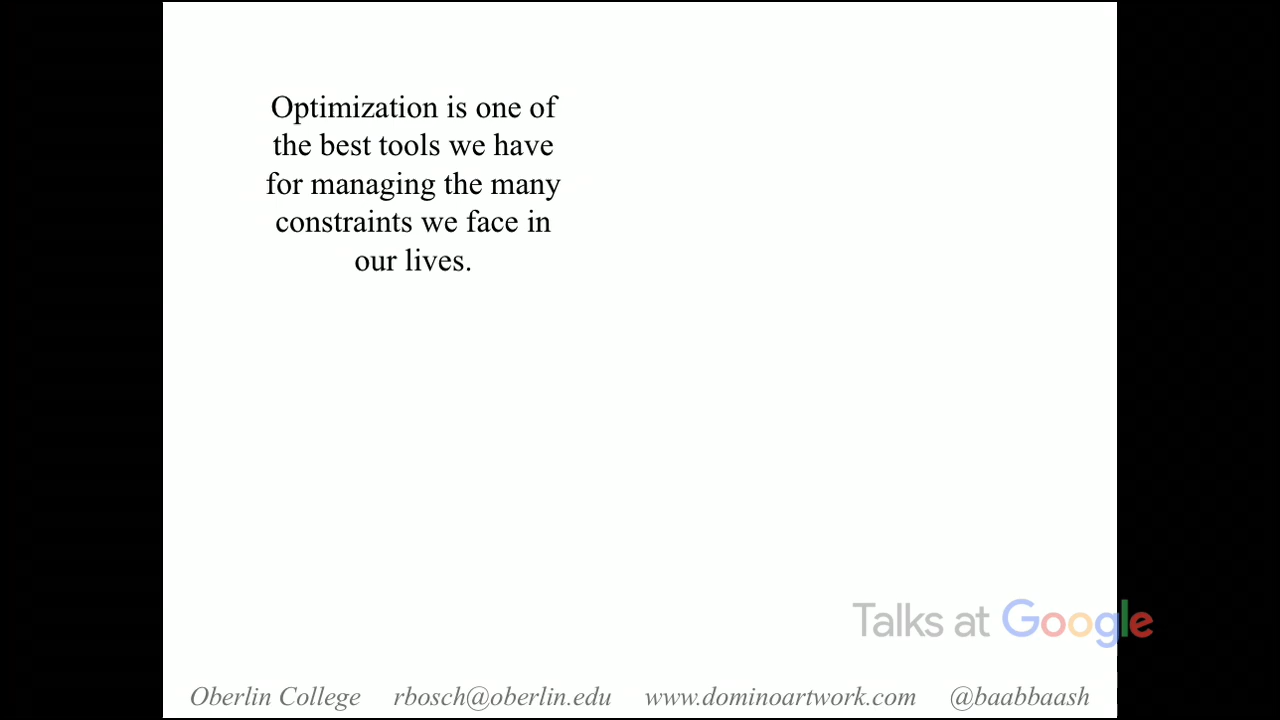 Optimization is one of
the best tools we have
for managing the many
constraints we face in
our lives.
Talks at Google
Oberlin College rbosch@oberlin.edu www.dominoartwork.com @baabbaash